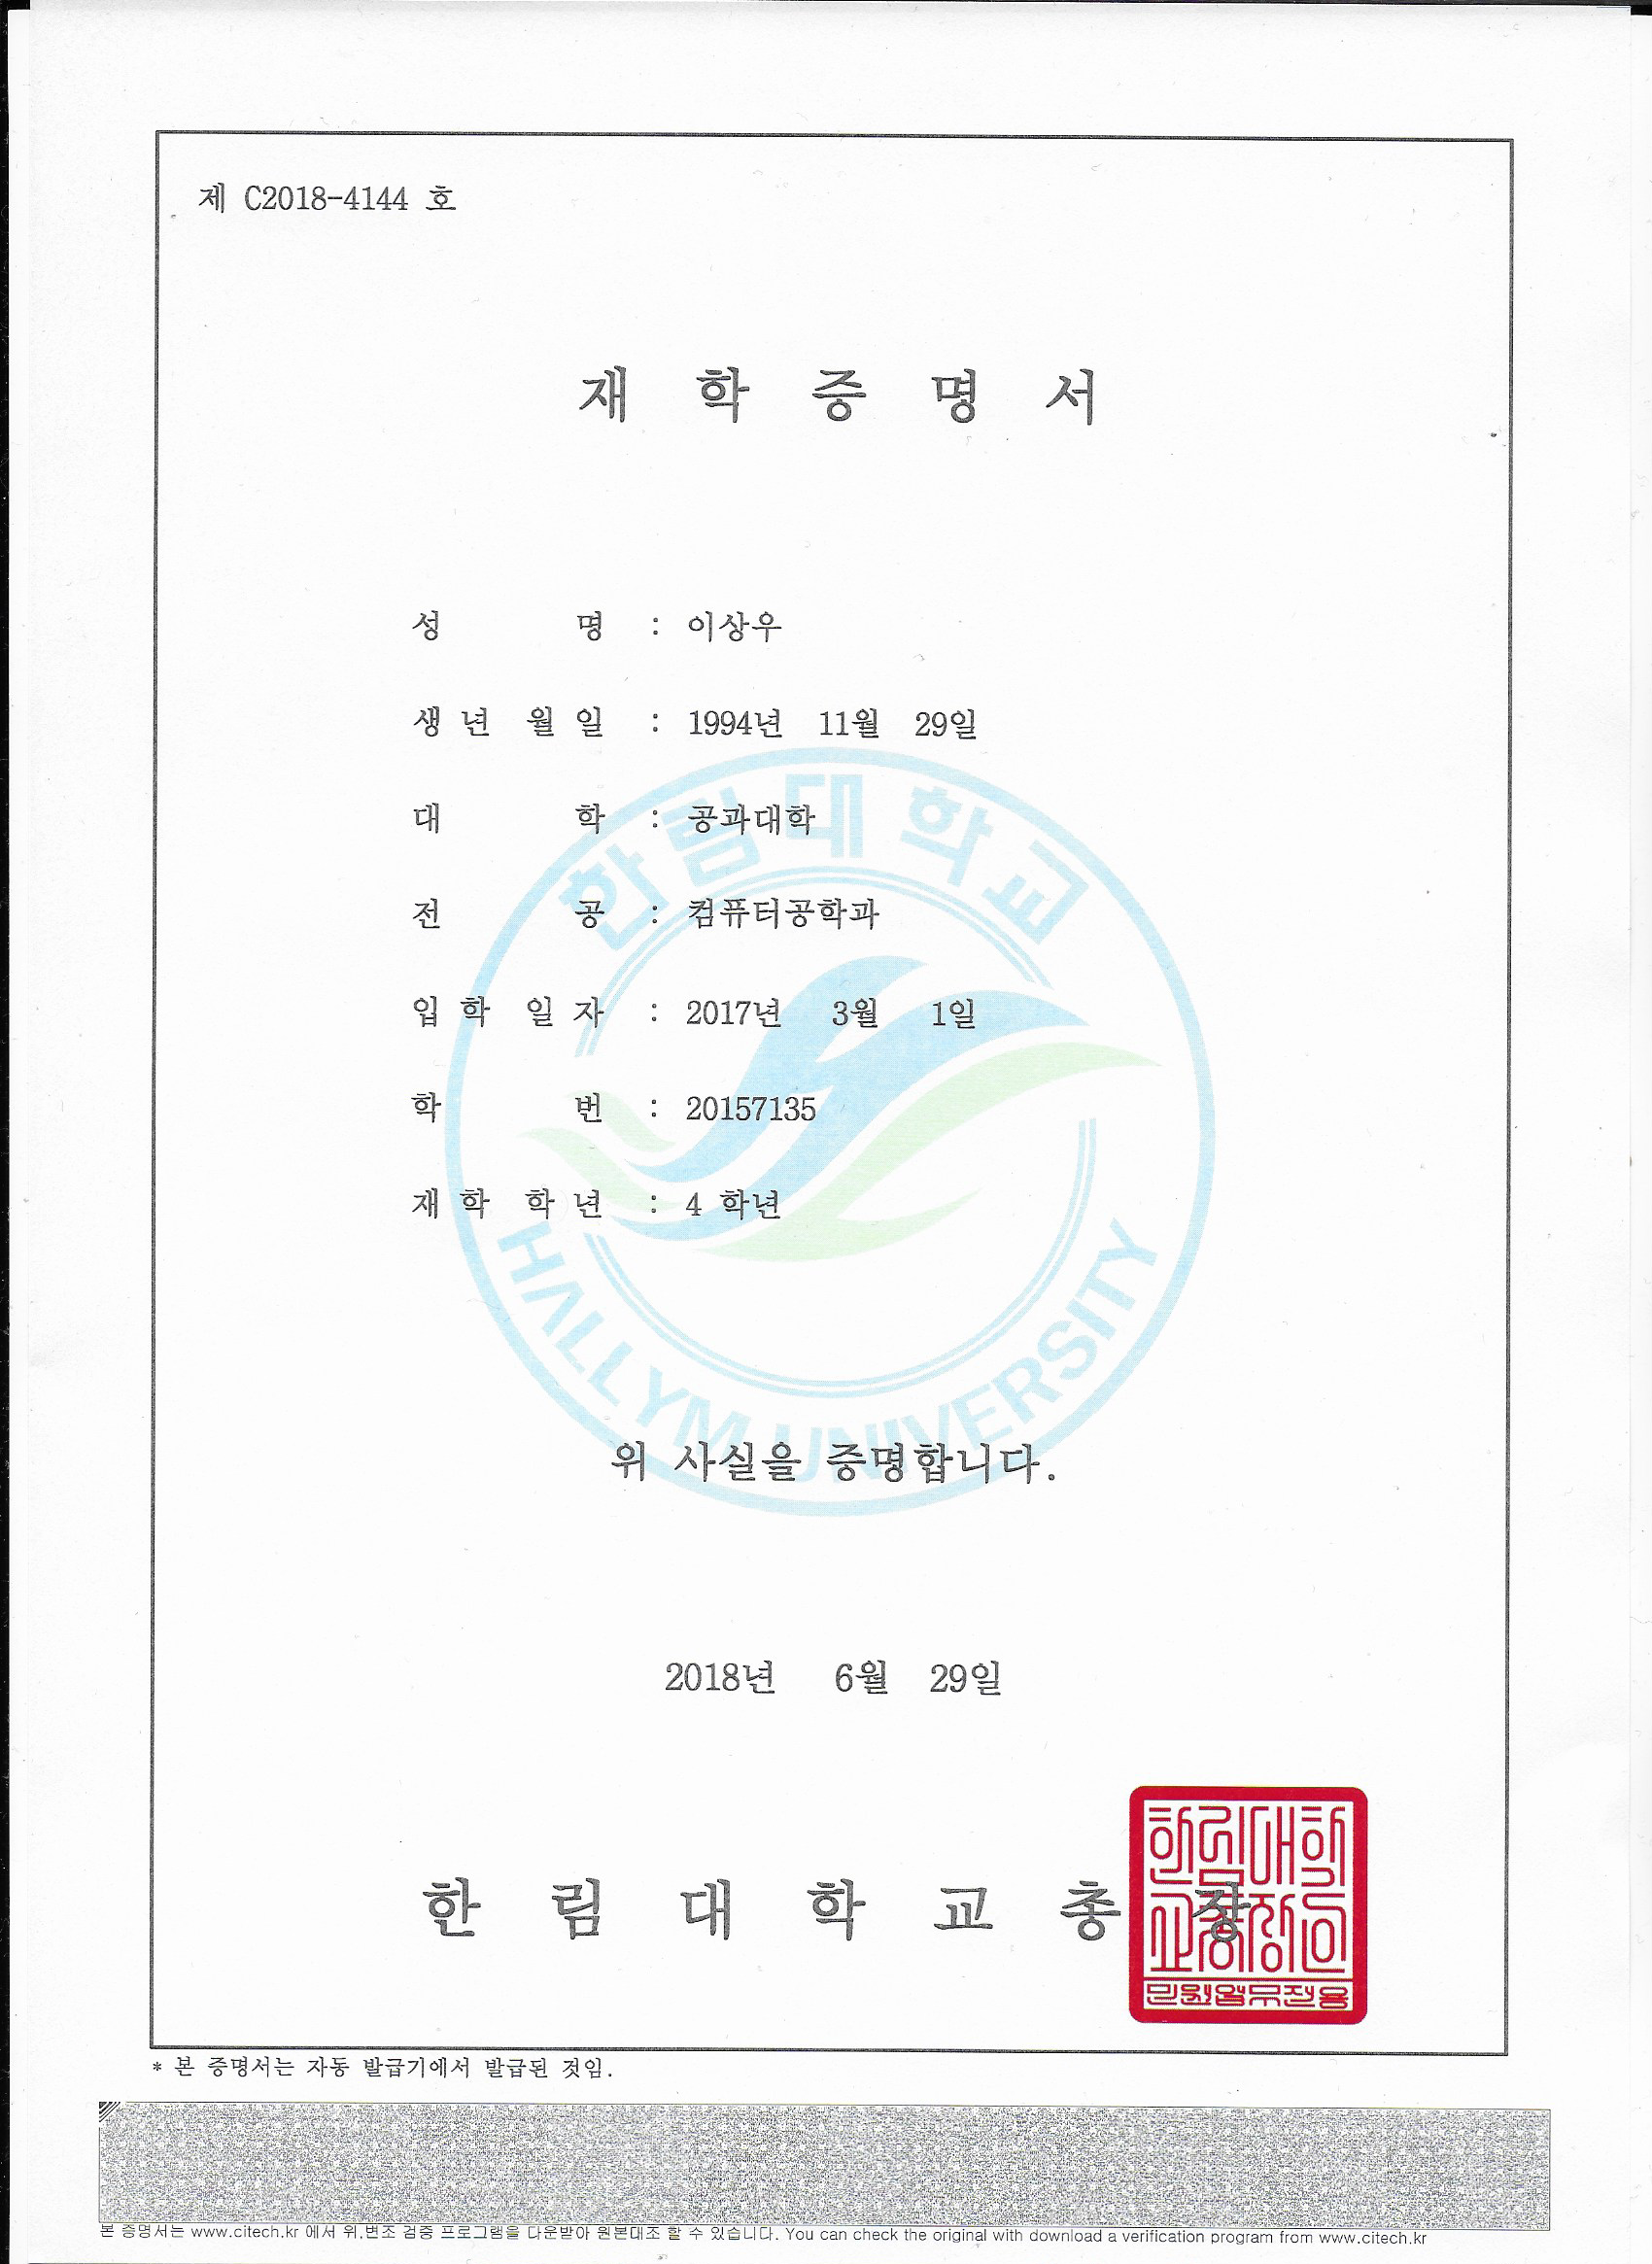 제 C2018-4144 호
재 학 증 명 서
성 명 : 이상우
생 년 월 일 : 1994년 11월 29일
대 학 : 공과대학
전 공 : 컴퓨터공학과
입 학 일 자 : 2017년 3월 1일
학 번 : 20157135
재 학 학 년 : 4 학년
한림대학교
HALLYM UNIVERSITY
위 사실을 증명합니다.
2018년 6월 29일
한 림 대 학 교 총 장
한림대학
교총장의
민원업무전용
* 본 증명서는 자동 발급기에서 발급된 것임.
본 증명서는 www.citech.kr 에서 위,변조 검증 프로그램을 다운받아 원본대조 할 수 있습니다. You can check the original with download a verification program from www.citech.kr